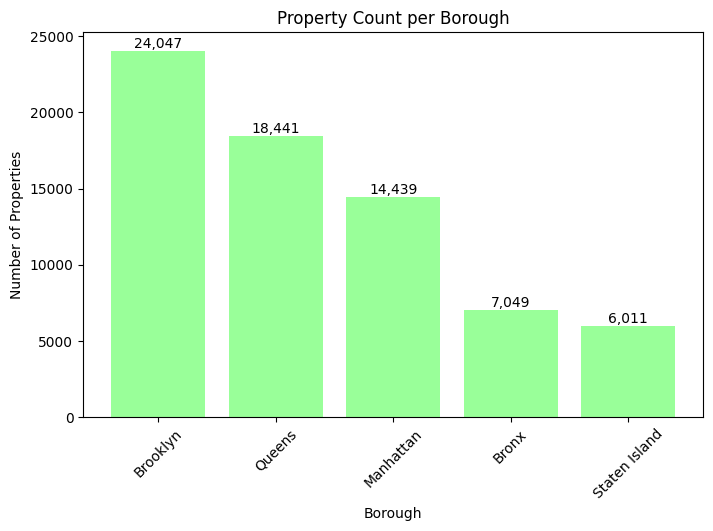 Property Count per Borough
Number of Properties
25000
20000
15000
10000
5000
0
24,047
18,441
14,439
7,049
6,011
Brooklyn
Queens
Manhattan
Bronx
Staten Island
Borough